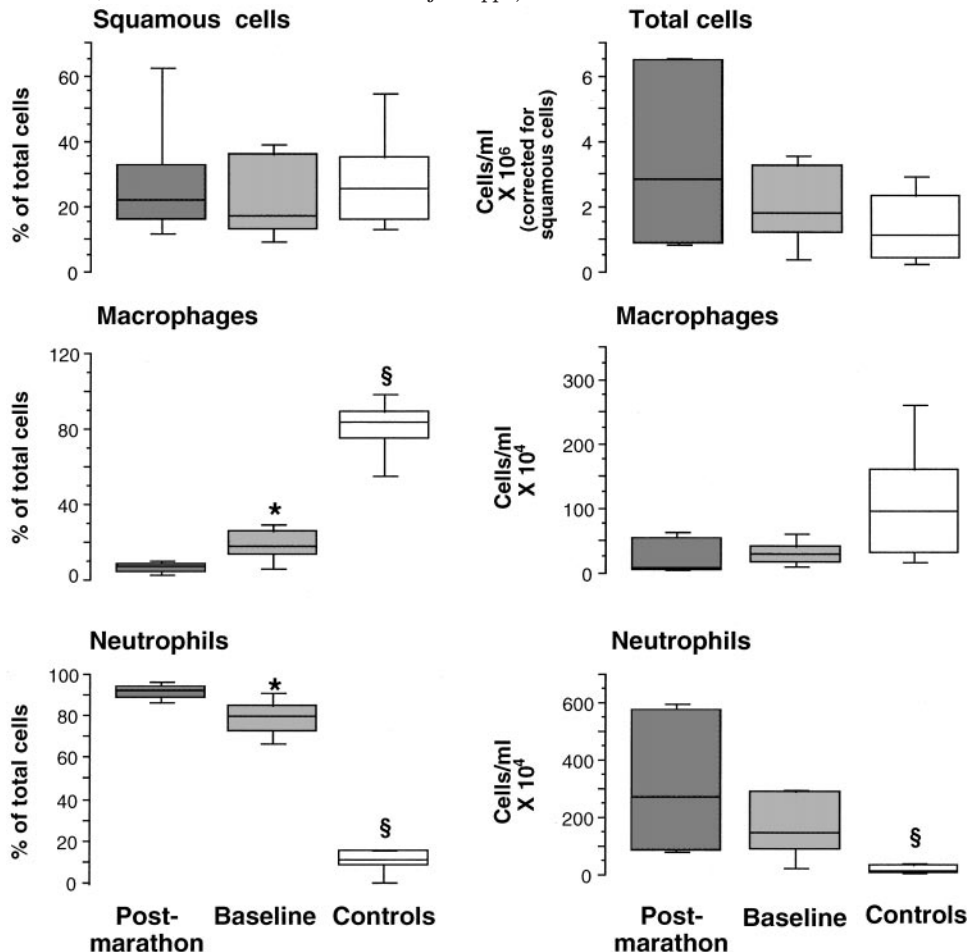 Squamous cells
% of total cells
60
40
20
0
Total cells
Cells/ml
X 10⁶
(corrected for
squamous cells)
6
4
2
0
Macrophages
% of total cells
120
80
40
0
*
§
Macrophages
Cells/ml
X 10⁴
300
200
100
0
Neutrophils
% of total cells
100
80
60
40
20
0
*
§
Post-
marathon
Baseline
Controls
Neutrophils
Cells/ml
X 10⁴
600
400
200
0
§
Post-
marathon
Baseline
Controls